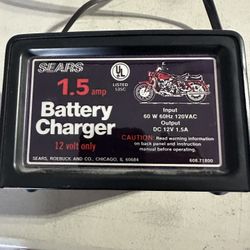 SEARS
1.5 amp
UL
LISTED
535C
Battery
Charger
12 volt only
Input
60 W 60Hz 120VAC
Output
DC 12V 1.5A
CAUTION: Read warning information
on back panel and instruction
manual before operating.
SEARS, ROEBUCK AND CO., CHICAGO, IL 60684
608.71800